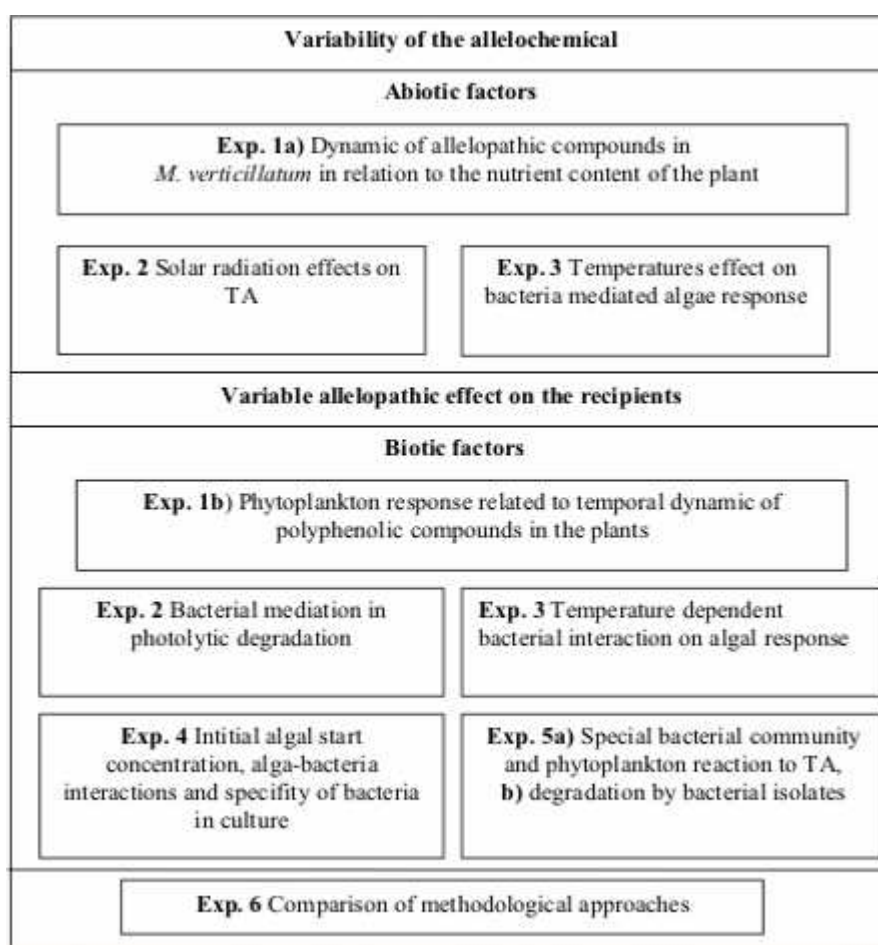 Variability of the allelochemical
Abiotic factors
Exp. 1a) Dynamic of allelopathic compounds in
M. verticillatum in relation to the nutrient content of the plant
Exp. 2 Solar radiation effects on
TA
Exp. 3 Temperatures effect on
bacteria mediated algae response
Variable allelopathic effect on the recipients
Biotic factors
Exp. 1b) Phytoplankton response related to temporal dynamic of
polyphenolic compounds in the plants
Exp. 2 Bacterial mediation in
photolytic degradation
Exp. 3 Temperature dependent
bacterial interaction on algal response
Exp. 4 Intitial algal start
concentration, alga-bacteria
interactions and specifity of bacteria
in culture
Exp. 5a) Special bacterial community
and phytoplankton reaction to TA,
b) degradation by bacterial isolates
Exp. 6 Comparison of methodological approaches